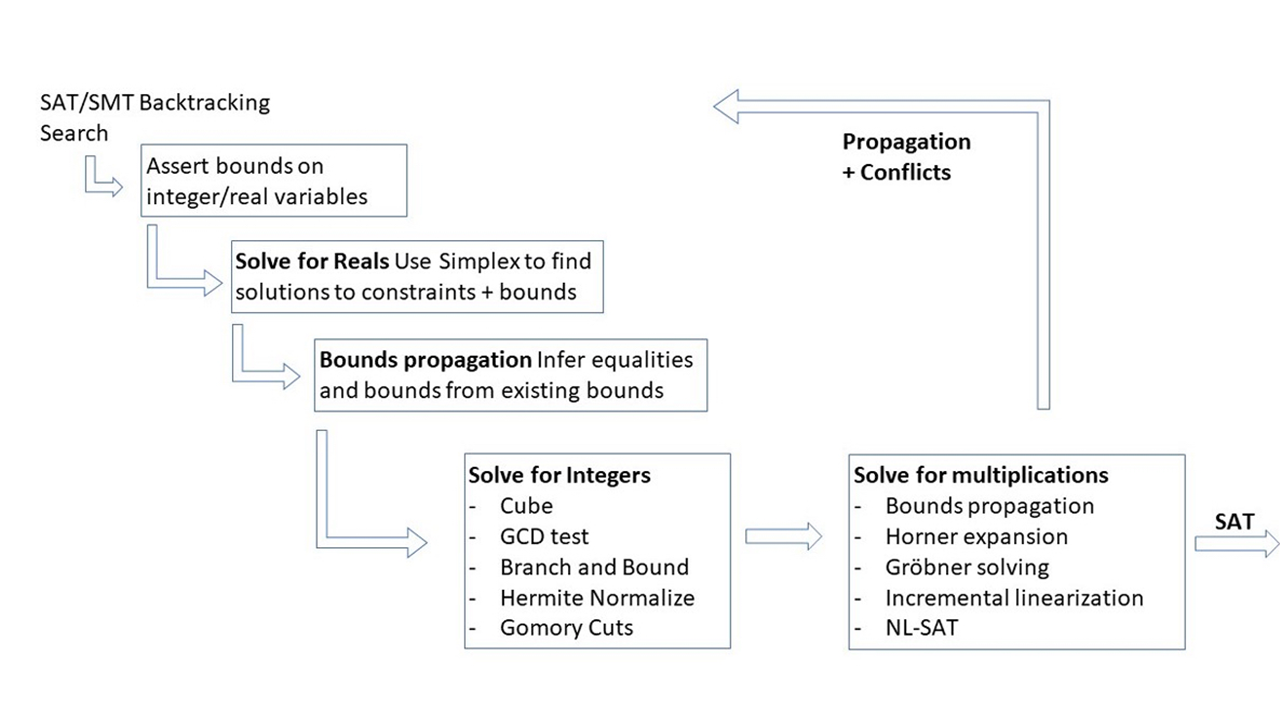 SAT/SMT Backtracking
Search
Assert bounds on
integer/real variables
Solve for Reals Use Simplex to find
solutions to constraints + bounds
Bounds propagation Infer equalities
and bounds from existing bounds
Solve for Integers
- Cube
- GCD test
- Branch and Bound
- Hermite Normalize
- Gomory Cuts
Propagation
+ Conflicts
Solve for multiplications
- Bounds propagation
- Horner expansion
- Gröbner solving
- Incremental linearization
- NL-SAT
SAT